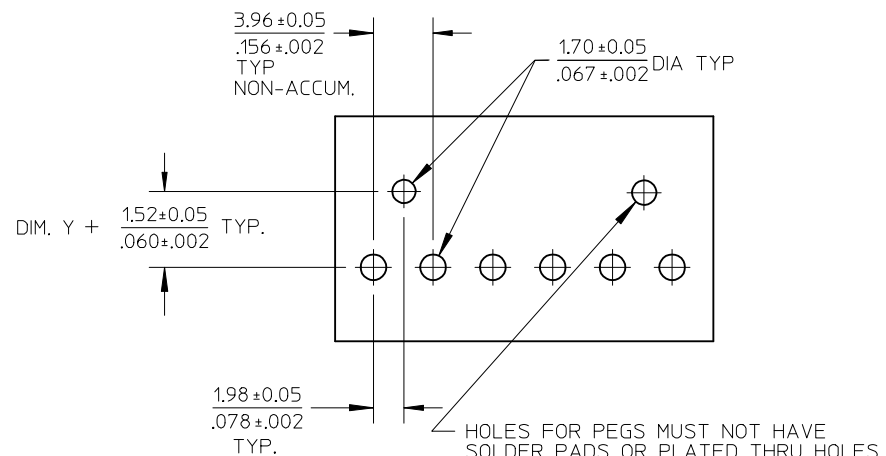 3.96±0.05
.156±.002
TYP
NON-ACCUM.
1.70±0.05
.067±.002 DIA TYP
DIM. Y + 1.52±0.05 TYP.
.060±.002
1.98±0.05
.078±.002
TYP.
HOLES FOR PEGS MUST NOT HAVE
SOLDER PADS OR PLATED THRU HOLES